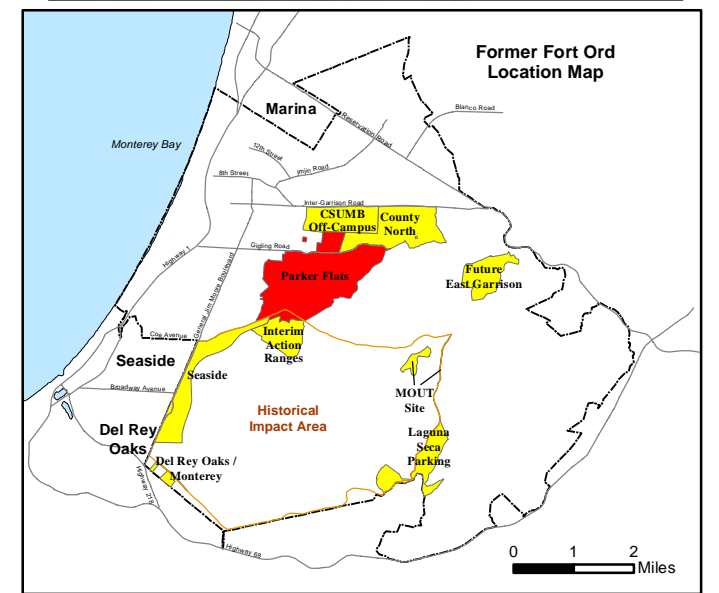 Former Fort Ord
Location Map
Marina
Blanco Road
Reservation Road
Monterey Bay
12th Street
Imjin Road
8th Street
Inter-Garrison Road
CSUMB
Off-Campus
County
North
Gigling Road
Highway 1
General Jim Moore Boulevard
Parker Flats
Future
East Garrison
Coe Avenue
Interim
Action
Ranges
Seaside
Seaside
Broadway Avenue
MOUT
Site
Historical
Impact Area
Del Rey
Oaks
Laguna
Seca
Parking
Del Rey Oaks /
Monterey
Highway 218
Highway 68
0 1 2
Miles